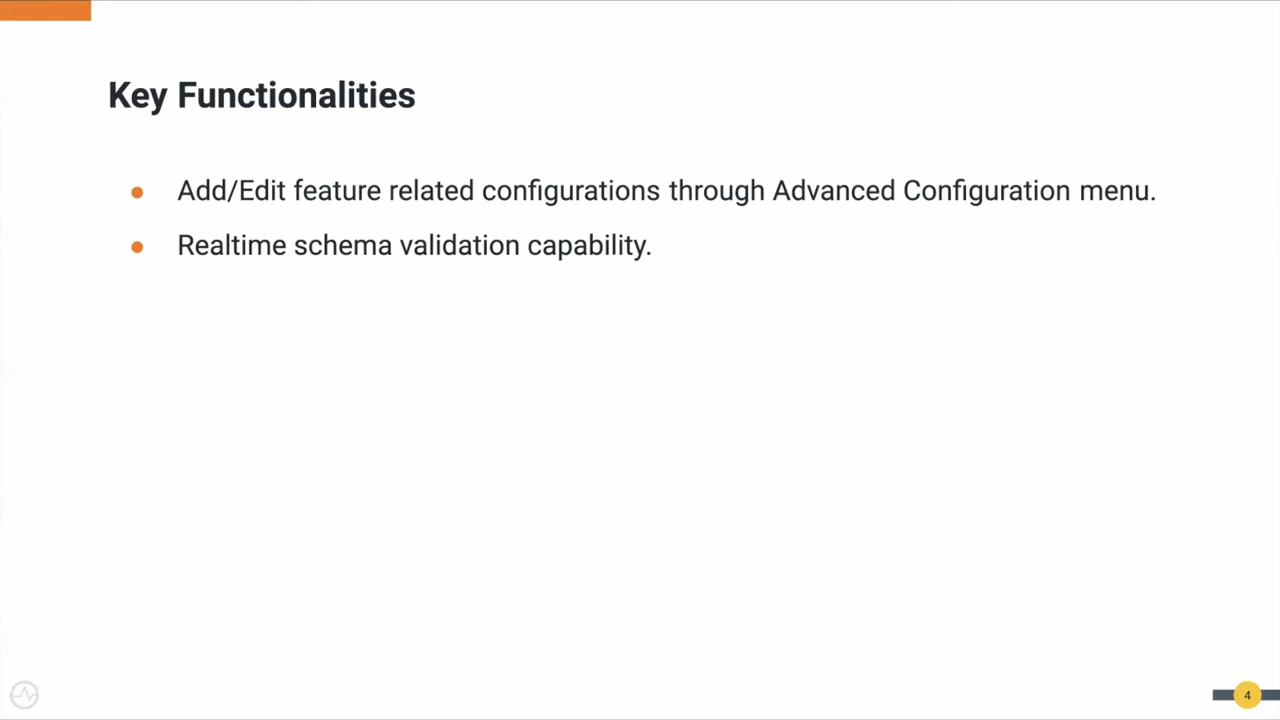 Key Functionalities
● Add/Edit feature related configurations through Advanced Configuration menu.
● Realtime schema validation capability.
4